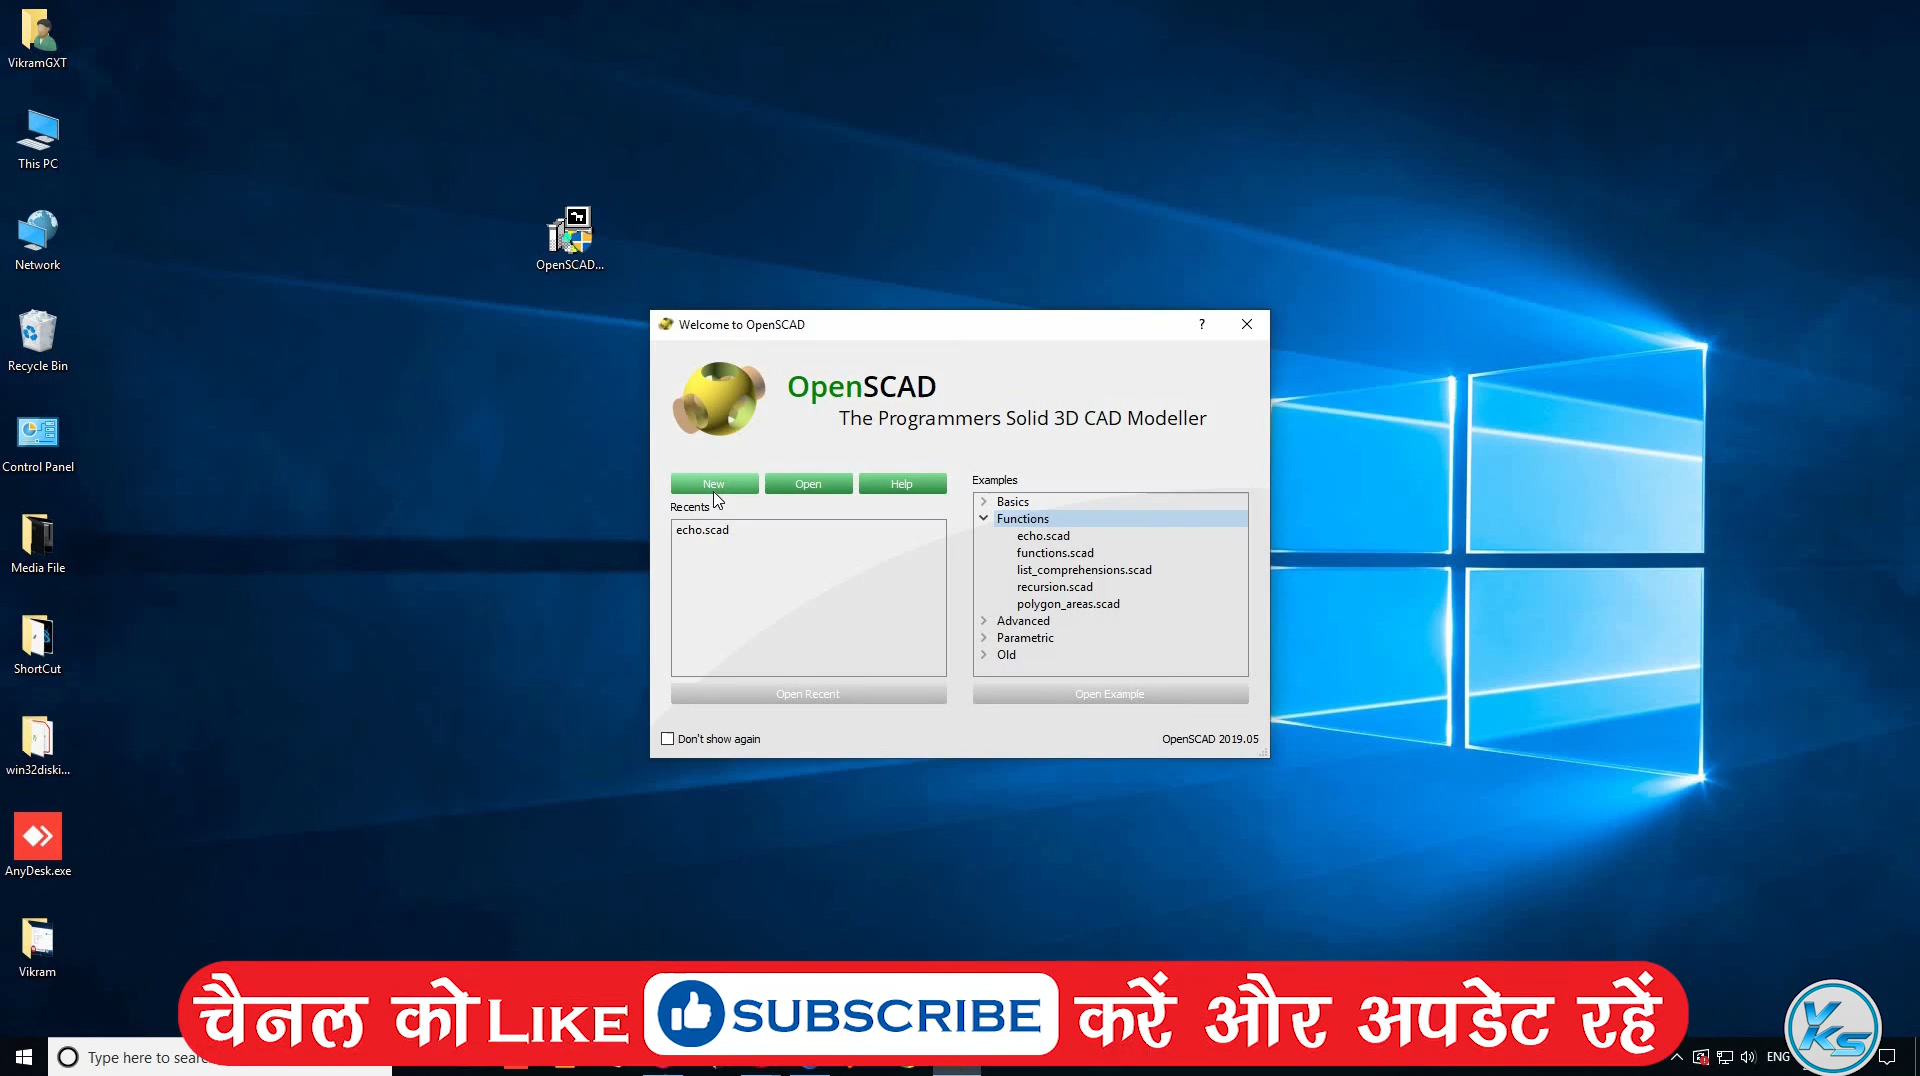 VikramGXT
This PC
Network
Recycle Bin
Control Panel
Media File
ShortCut
win32diski...
AnyDesk.exe
Vikram
OpenSCAD...
Welcome to OpenSCAD
?
OpenSCAD
The Programmers Solid 3D CAD Modeller
New
Open
Help
Recents
echo.scad
Open Recent
Examples
Basics
Functions
echo.scad
functions.scad
list_comprehensions.scad
recursion.scad
polygon_areas.scad
Advanced
Parametric
Old
Open Example
Don't show again
OpenSCAD 2019.05
चैनल को LIKE SUBSCRIBE करें और अपडेट रहें
Type here to sear
ENG
VKS